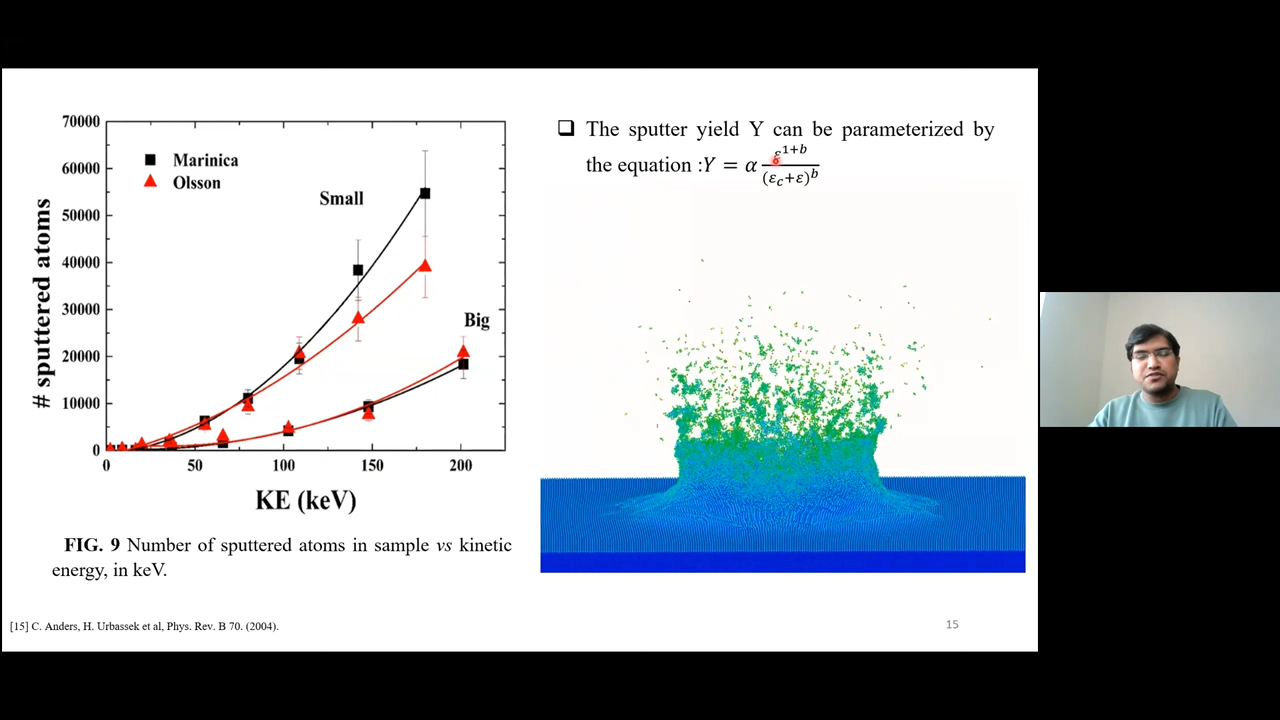 70000
60000
50000
40000
30000
20000
10000
0
# sputtered atoms
Marinica
Olsson
Small
Big
0 50 100 150 200
KE (keV)
FIG. 9 Number of sputtered atoms in sample vs kinetic
energy, in keV.
[15] C. Anders, H. Urbassek et al, Phys. Rev. B 70. (2004).
❑ The sputter yield Y can be parameterized by
the equation :Y = α ε^{1+b}/(ε_c+ε)^b
15